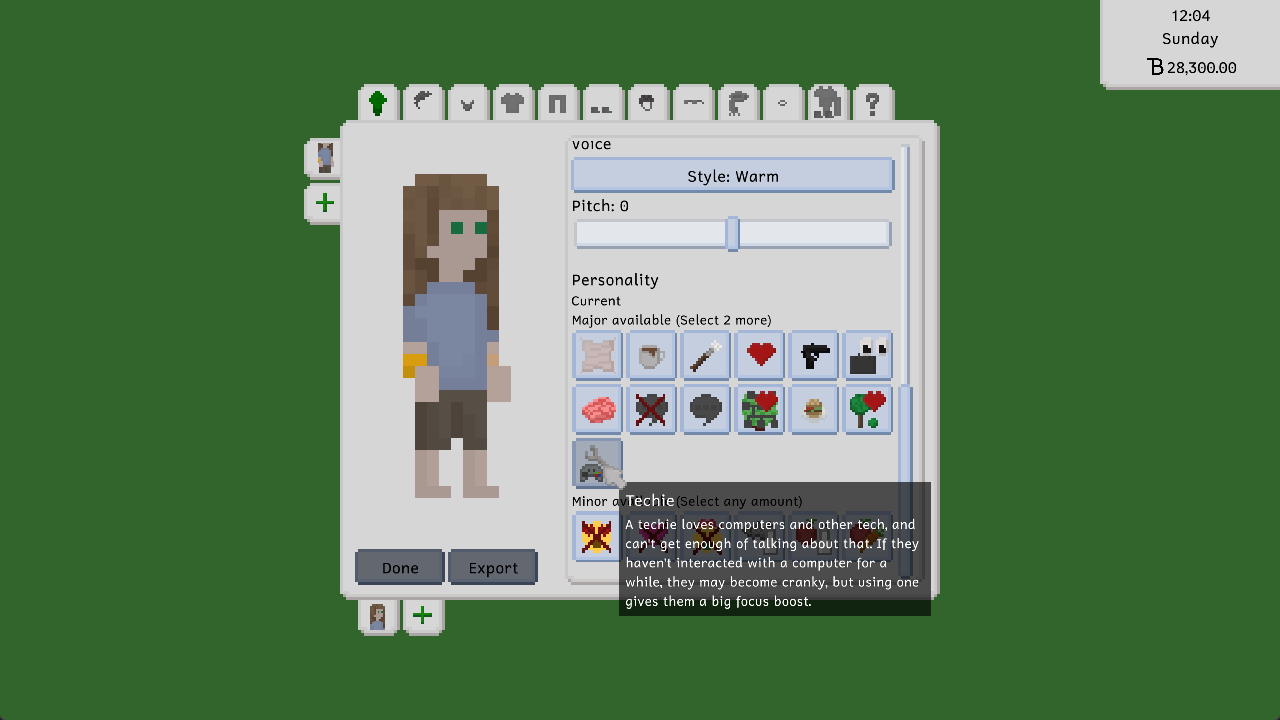 12:04
Sunday
28,300.00
Voice
Style: Warm
Pitch: 0
Personality
Current
Major available (Select 2 more)
Minor (Select any amount)
Techie
A techie loves computers and other tech, and
can't get enough of talking about that. If they
haven't interacted with a computer for a
while, they may become cranky, but using one
gives them a big focus boost.
Done
Export